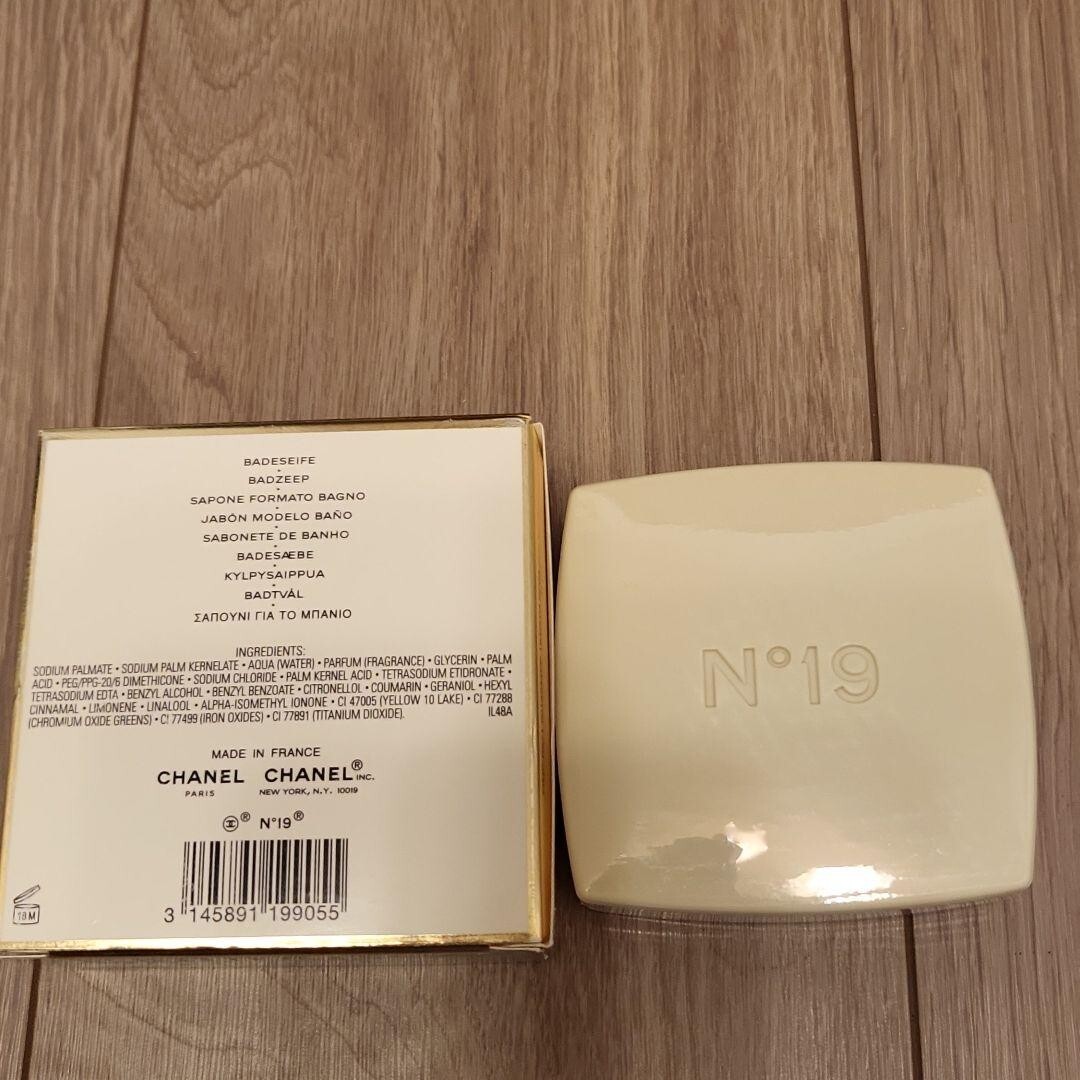 BADESEIFE
BADZEEP
SAPONE FORMATO BAGNO
JABÓN MODELO BAÑO
SABONETE DE BANHO
BADESÆBE
KYLPYSAIPPUA
BADTVÁL
ΣΑΠΟΥΝΙ ΓΙΑ ΤΟ ΜΠΑΝΙΟ
INGREDIENTS:
SODIUM PALMATE • SODIUM PALM KERNELATE • AQUA (WATER) • PARFUM (FRAGRANCE) • GLYCERIN • PALM
ACID • PEG/PPG-20/6 DIMETHICONE • SODIUM CHLORIDE • PALM KERNEL ACID • TETRASODIUM ETIDRONATE •
TETRASODIUM EDTA • BENZYL ALCOHOL • BENZYL BENZOATE • CITRONELLOL • COUMARIN • GERANIOL • HEXYL
CINNAMAL • LIMONENE • LINALOOL • ALPHA-ISOMETHYL IONONE • CI 47005 (YELLOW 10 LAKE) • CI 77288
(CHROMIUM OXIDE GREENS) • CI 77499 (IRON OXIDES) • CI 77891 (TITANIUM DIOXIDE). IL48A
MADE IN FRANCE
CHANEL CHANEL® INC.
PARIS NEW YORK, N.Y. 10019
® N°19®
18M
3 145891 199055
N°19